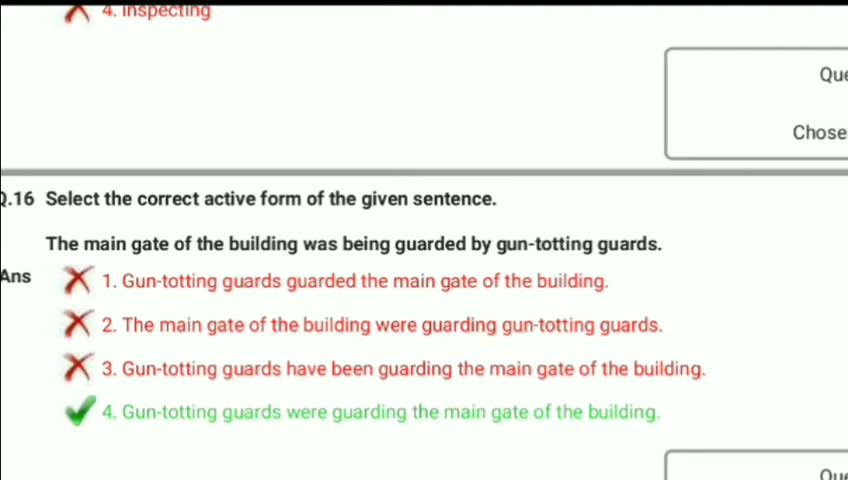 4. Inspecting
Chose
Q.16 Select the correct active form of the given sentence.
The main gate of the building was being guarded by gun-totting guards.
Ans
1. Gun-totting guards guarded the main gate of the building.
2. The main gate of the building were guarding gun-totting guards.
3. Gun-totting guards have been guarding the main gate of the building.
4. Gun-totting guards were guarding the main gate of the building.